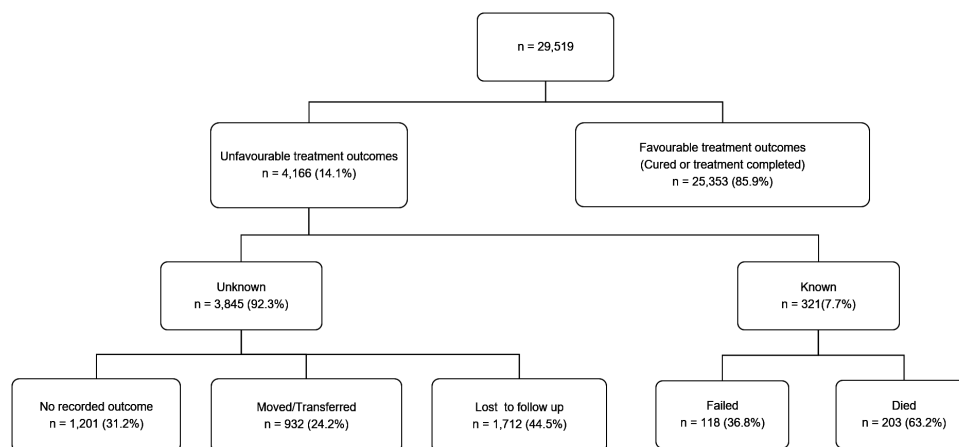 n = 29,519
Unfavourable treatment outcomes
n = 4,166 (14.1%)
Favourable treatment outcomes
(Cured or treatment completed)
n = 25,353 (85.9%)
Unknown
n = 3,845 (92.3%)
Known
n = 321(7.7%)
No recorded outcome
n = 1,201 (31.2%)
Moved/Transferred
n = 932 (24.2%)
Lost to follow up
n = 1,712 (44.5%)
Failed
n = 118 (36.8%)
Died
n = 203 (63.2%)